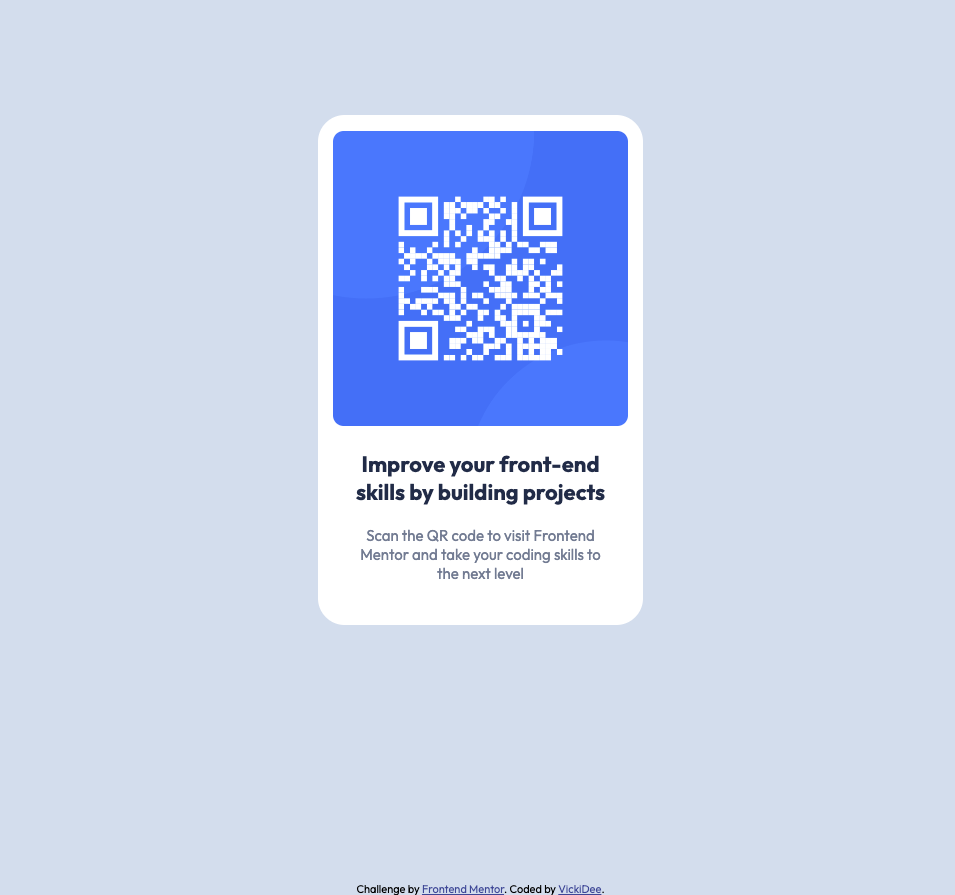 Improve your front-end
skills by building projects
Scan the QR code to visit Frontend
Mentor and take your coding skills to
the next level
Challenge by Frontend Mentor. Coded by VickiDee.